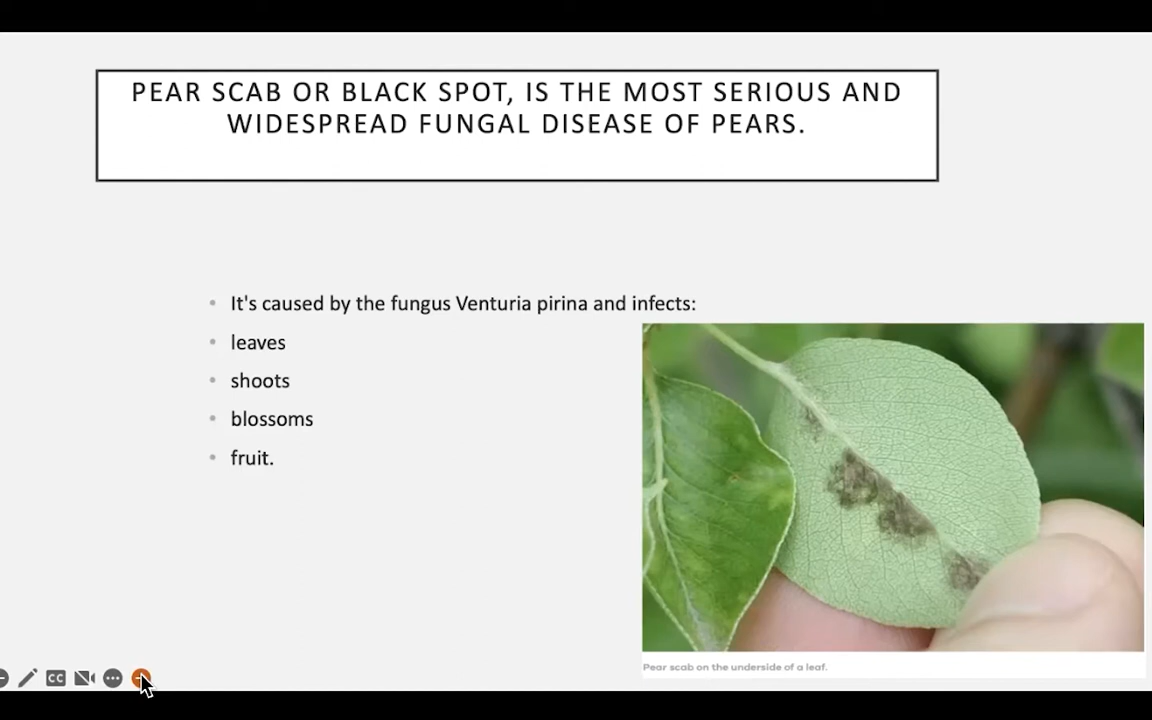 PEAR SCAB OR BLACK SPOT, IS THE MOST SERIOUS AND
WIDESPREAD FUNGAL DISEASE OF PEARS.
It's caused by the fungus Venturia pirina and infects:
leaves
shoots
blossoms
fruit.
Pear scab on the underside of a leaf.
CC